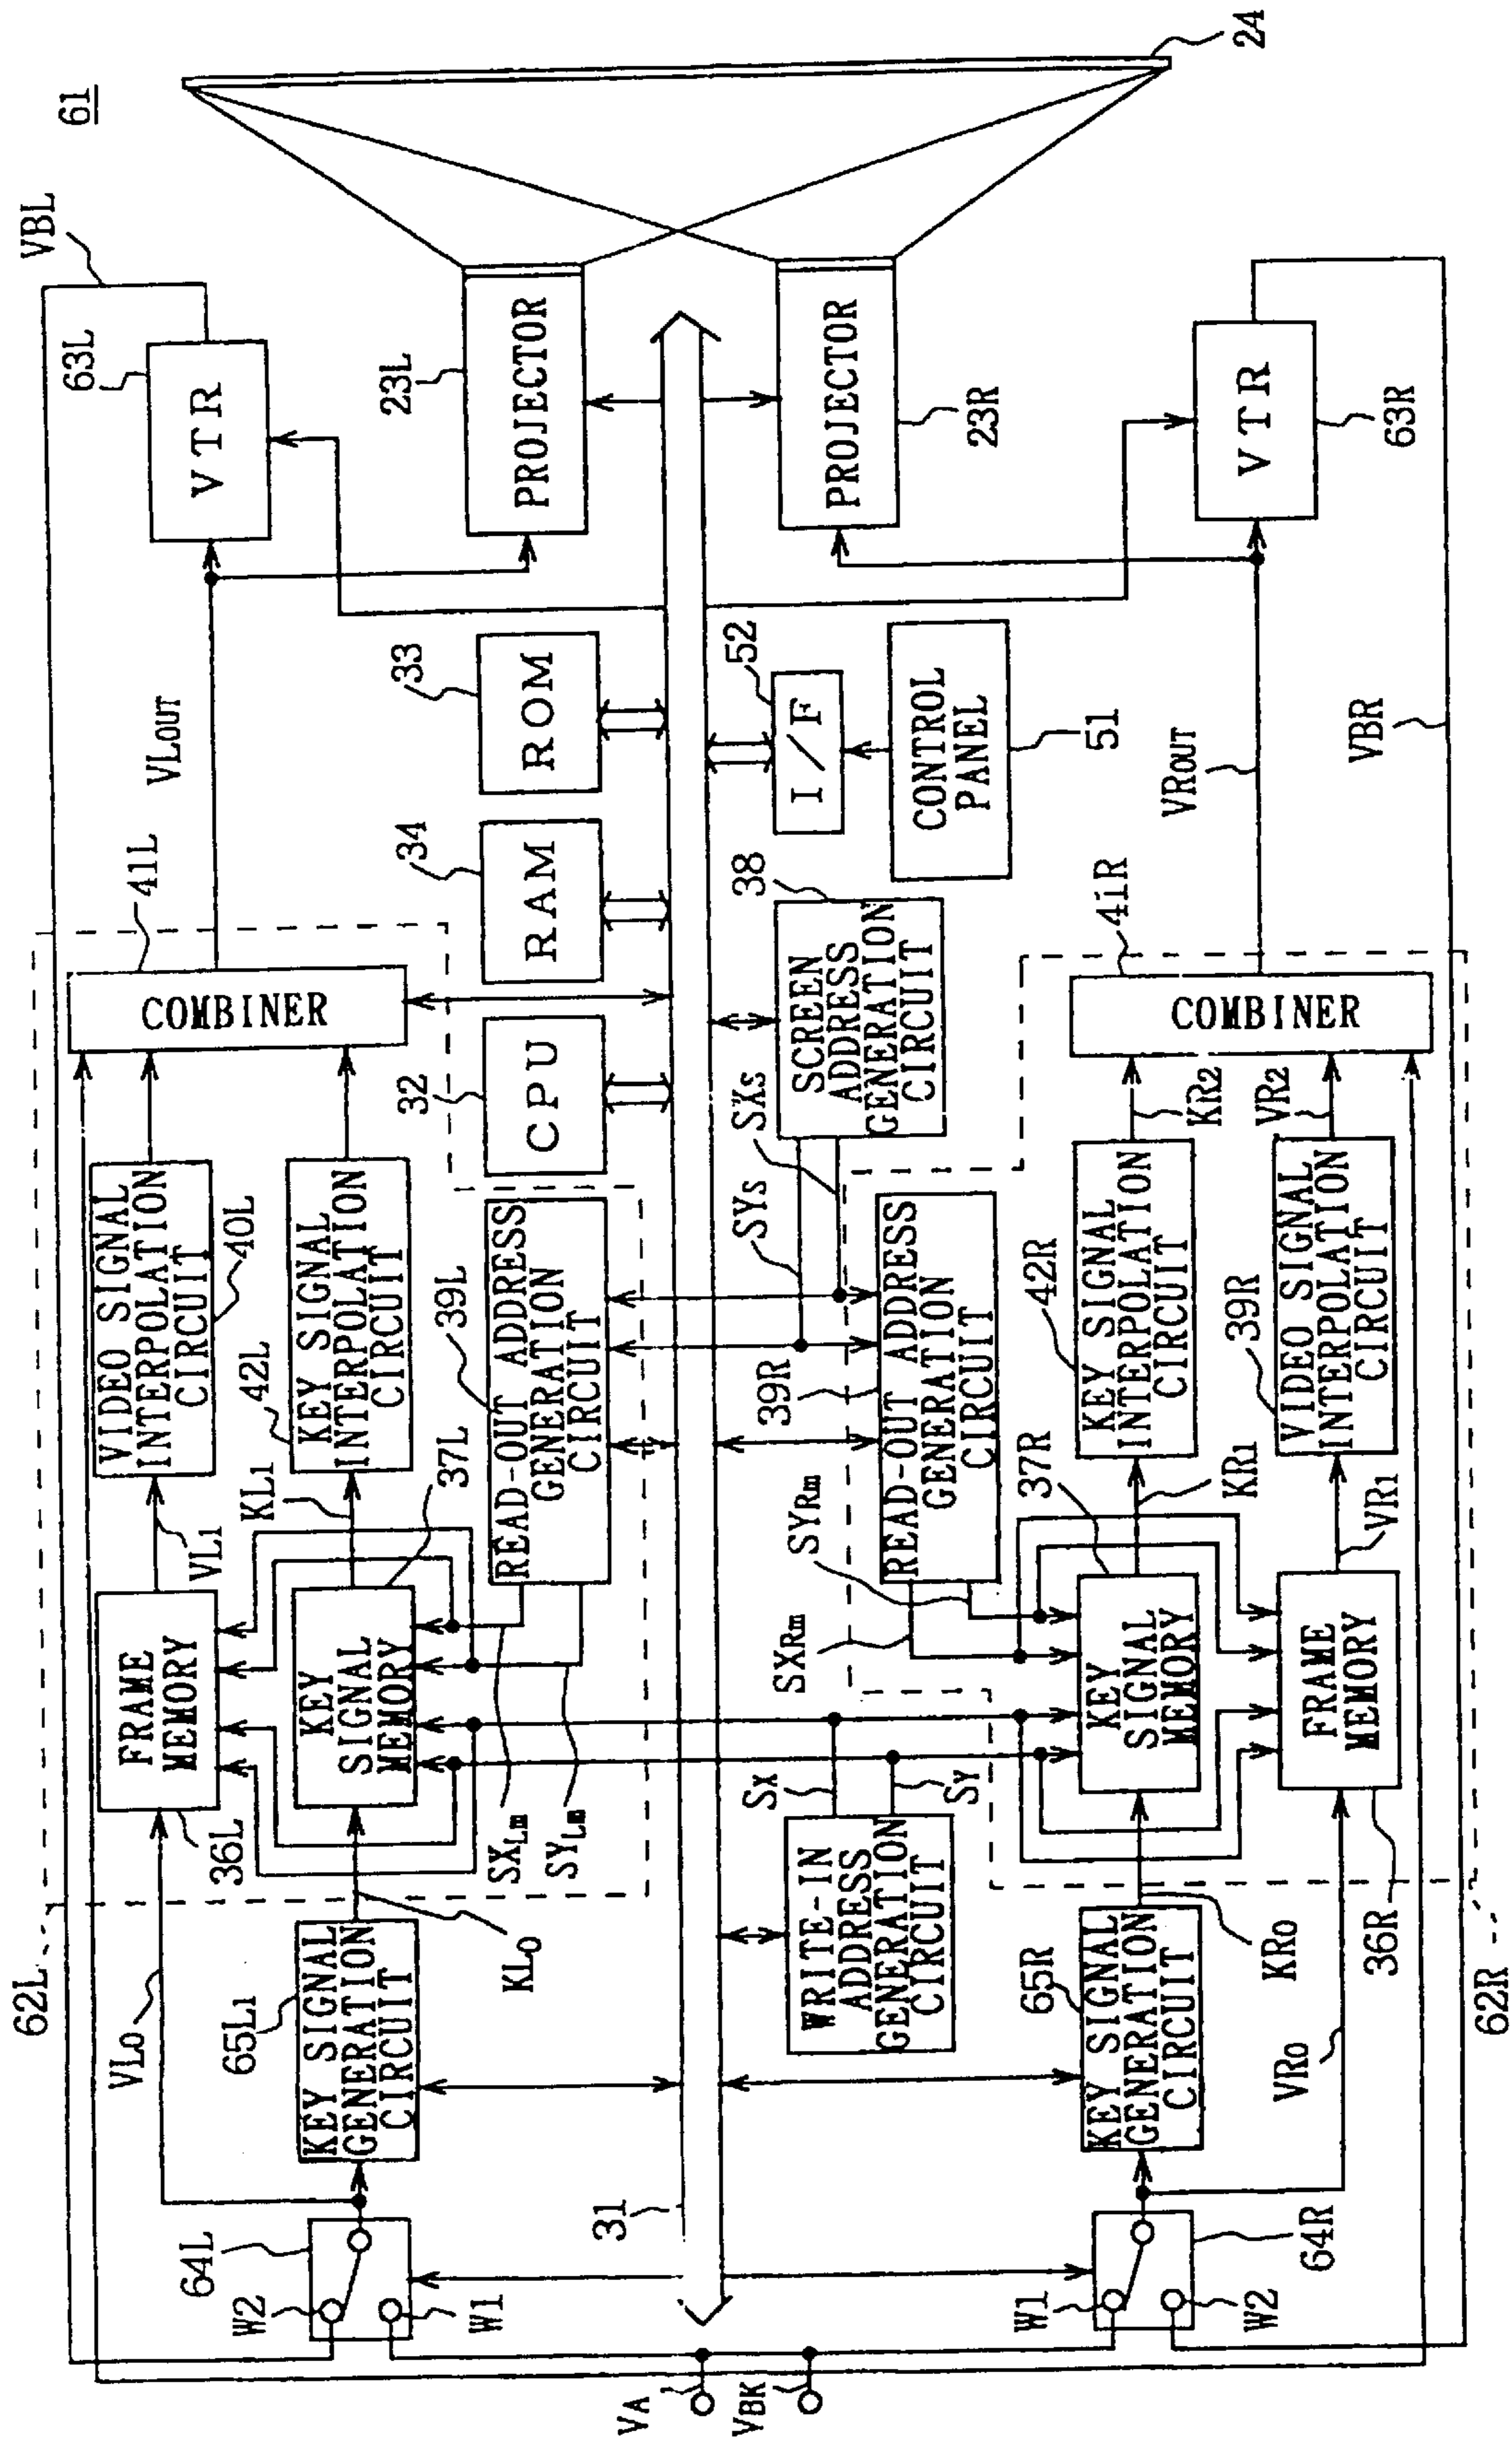 61
62L
VL0
36L
FRAME
MEMORY
VL1
VIDEO SIGNAL
INTERPOLATION
CIRCUIT
40L
41L
COMBINER
VLOUT
63L
VTR
VBL
64L
W2
W1
65L1
KEY SIGNAL
GENERATION
CIRCUIT
KL0
KEY
SIGNAL
MEMORY
37L
KL1
42L
KEY SIGNAL
INTERPOLATION
CIRCUIT
SXLm
SYLm
39L
READ-OUT ADDRESS
GENERATION
CIRCUIT
32
CPU
34
RAM
33
ROM
23L
PROJECTOR
24
31
VA
VBK
WRITE-IN
ADDRESS
GENERATION
CIRCUIT
SX
SY
SYS
SXS
38
SCREEN
ADDRESS
GENERATION
CIRCUIT
52
I/F
CONTROL
PANEL
51
PROJECTOR
23R
SXRm
SYRm
39R
READ-OUT ADDRESS
GENERATION
CIRCUIT
W1
W2
64R
65R
KEY SIGNAL
GENERATION
CIRCUIT
KR0
KEY
SIGNAL
MEMORY
37R
KR1
42R
KEY SIGNAL
INTERPOLATION
CIRCUIT
KR2
41R
COMBINER
VROUT
VTR
63R
VBR
VR0
36R
FRAME
MEMORY
VR1
39R
VIDEO SIGNAL
INTERPOLATION
CIRCUIT
VR2
62R